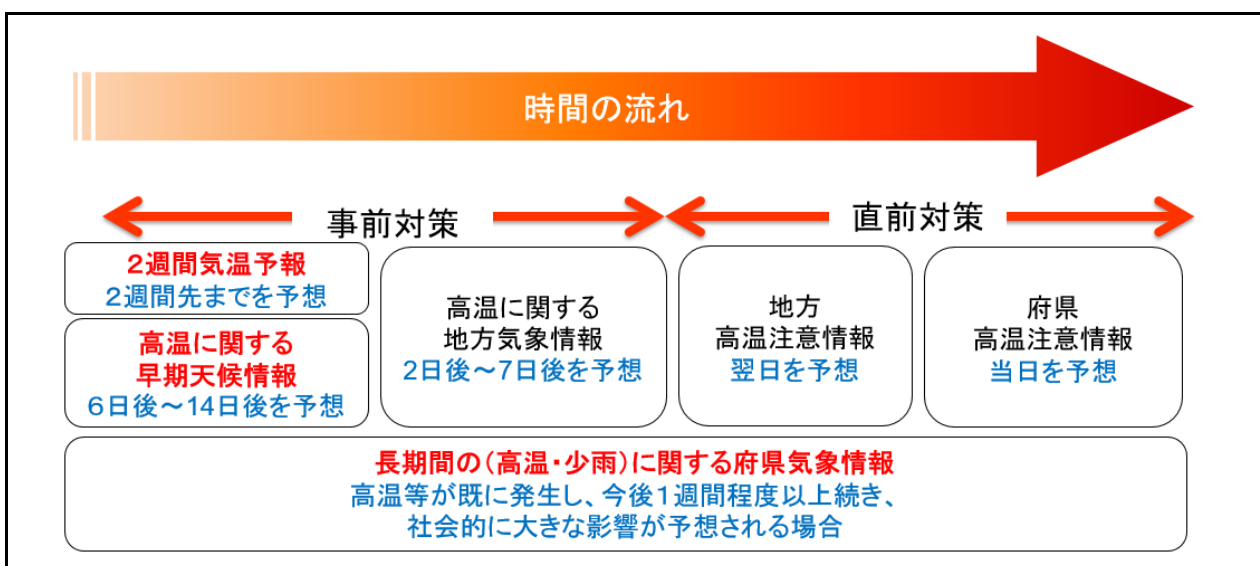 時間の流れ
事前対策
直前対策
２週間気温予報
2週間先までを予想
高温に関する
早期天候情報
6日後～14日後を予想
高温に関する
地方気象情報
2日後～7日後を予想
地方
高温注意情報
翌日を予想
府県
高温注意情報
当日を予想
長期間の（高温・少雨）に関する府県気象情報
高温等が既に発生し、今後１週間程度以上続き、
社会的に大きな影響が予想される場合